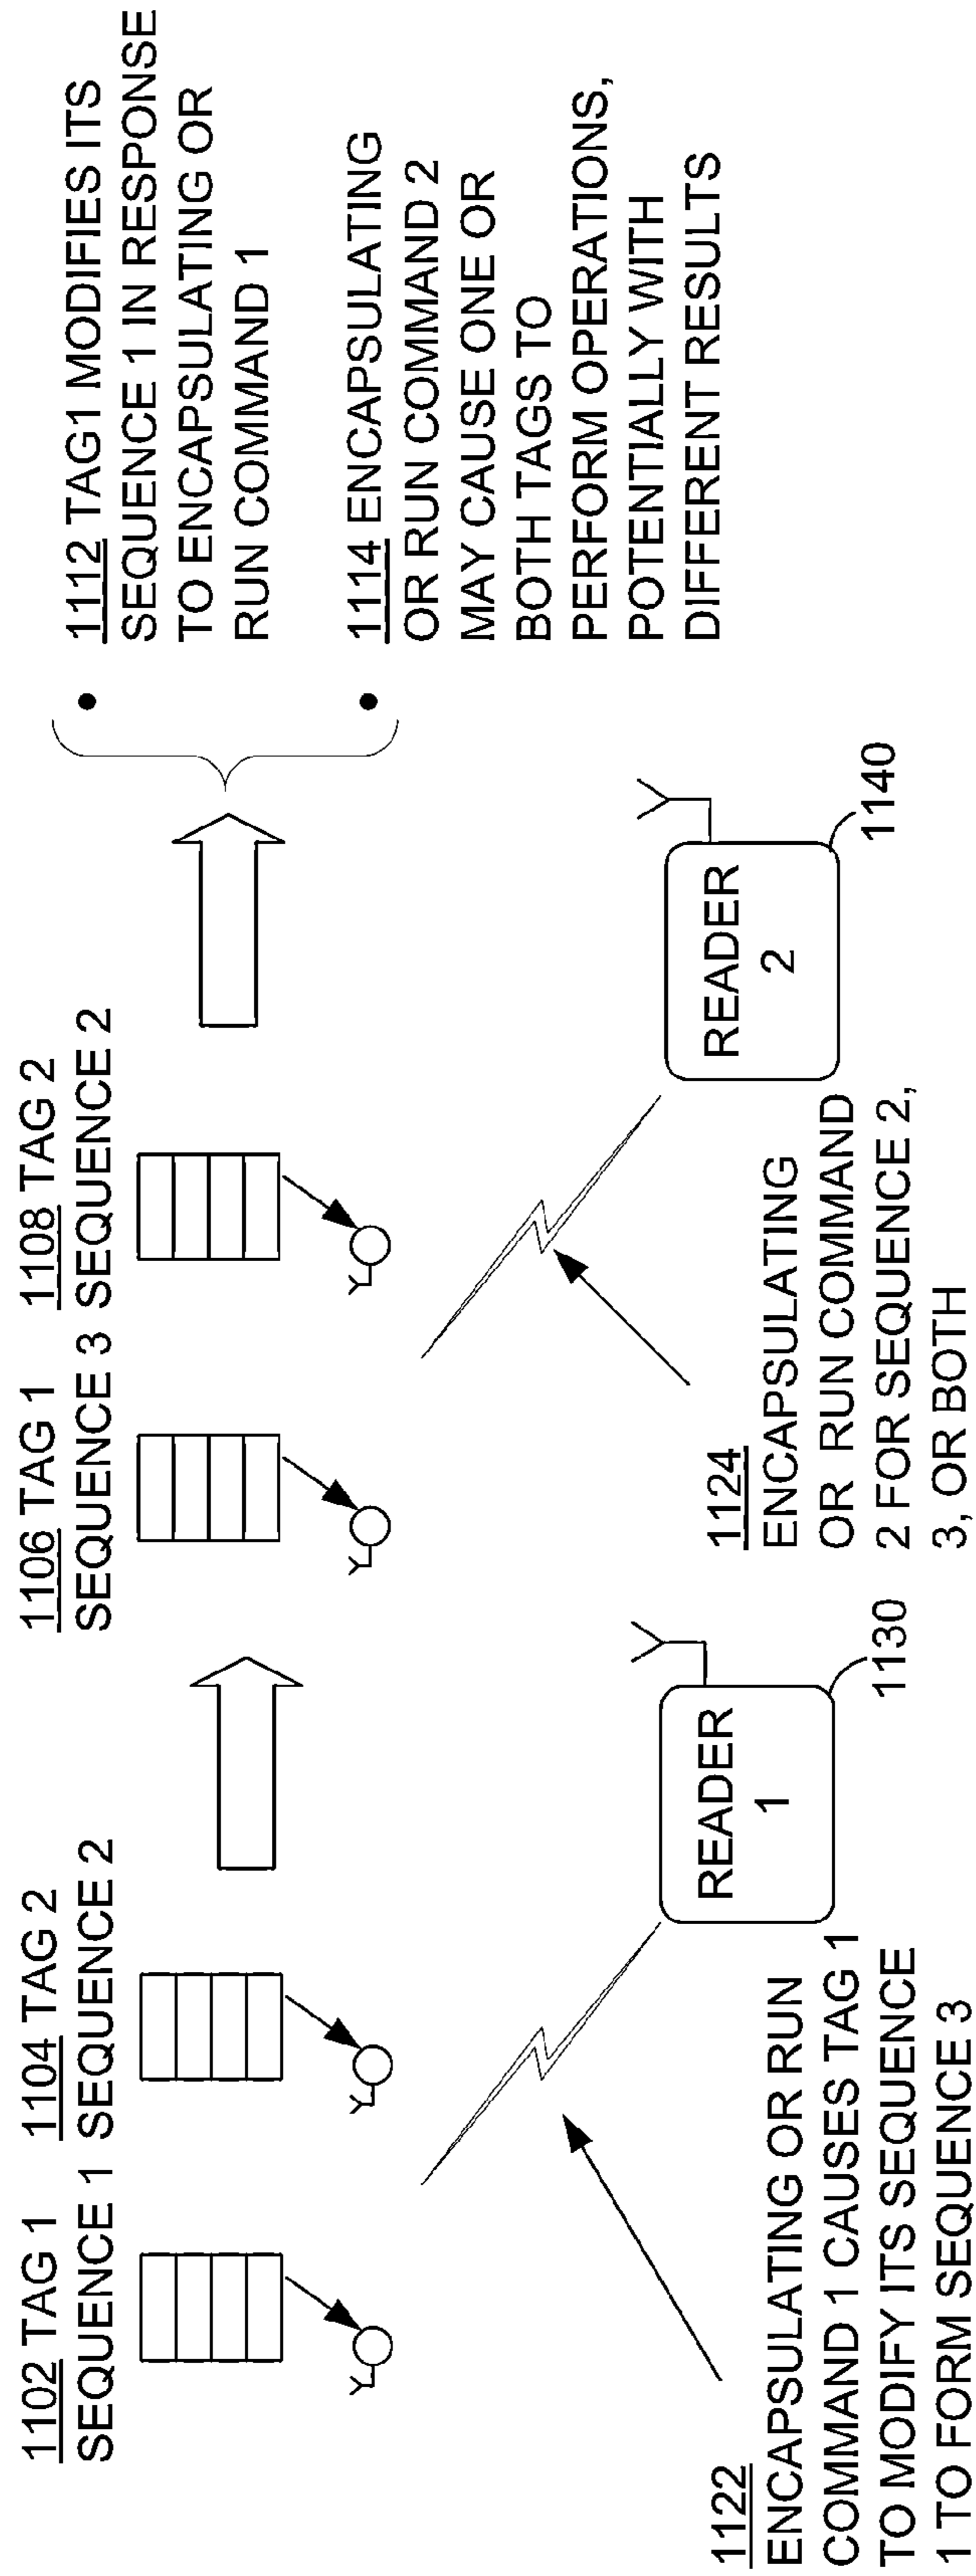 1102 TAG 1
SEQUENCE 1
1104 TAG 2
SEQUENCE 2
1106 TAG 1
SEQUENCE 3
1108 TAG 2
SEQUENCE 2
1112 TAG1 MODIFIES ITS
SEQUENCE 1 IN RESPONSE
TO ENCAPSULATING OR
RUN COMMAND 1
1114 ENCAPSULATING
OR RUN COMMAND 2
MAY CAUSE ONE OR
BOTH TAGS TO
PERFORM OPERATIONS,
POTENTIALLY WITH
DIFFERENT RESULTS
1122
ENCAPSULATING OR RUN
COMMAND 1 CAUSES TAG 1
TO MODIFY ITS SEQUENCE
1 TO FORM SEQUENCE 3
READER
1
1130
1124
ENCAPSULATING
OR RUN COMMAND
2 FOR SEQUENCE 2,
3, OR BOTH
READER
2
1140